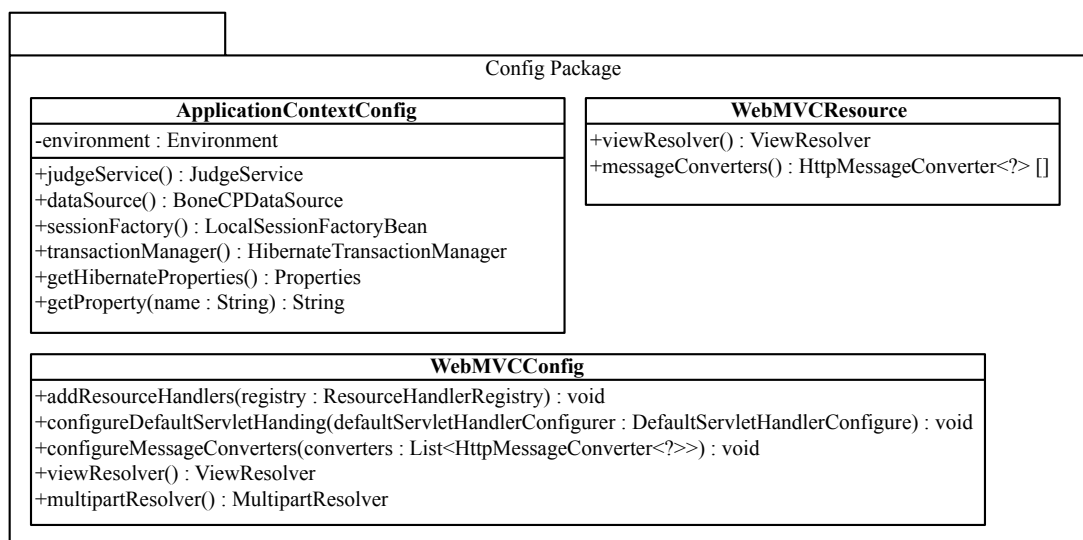 Config Package
ApplicationContextConfig
-environment : Environment
+judgeService() : JudgeService
+dataSource() : BoneCPDataSource
+sessionFactory() : LocalSessionFactoryBean
+transactionManager() : HibernateTransactionManager
+getHibernateProperties() : Properties
+getProperty(name : String) : String
WebMVCResource
+viewResolver() : ViewResolver
+messageConverters() : HttpMessageConverter<?> []
WebMVCConfig
+addResourceHandlers(registry : ResourceHandlerRegistry) : void
+configureDefaultServletHanding(defaultServletHandlerConfigurer : DefaultServletHandlerConfigure) : void
+configureMessageConverters(converters : List<HttpMessageConverter<?>>) : void
+viewResolver() : ViewResolver
+multipartResolver() : MultipartResolver